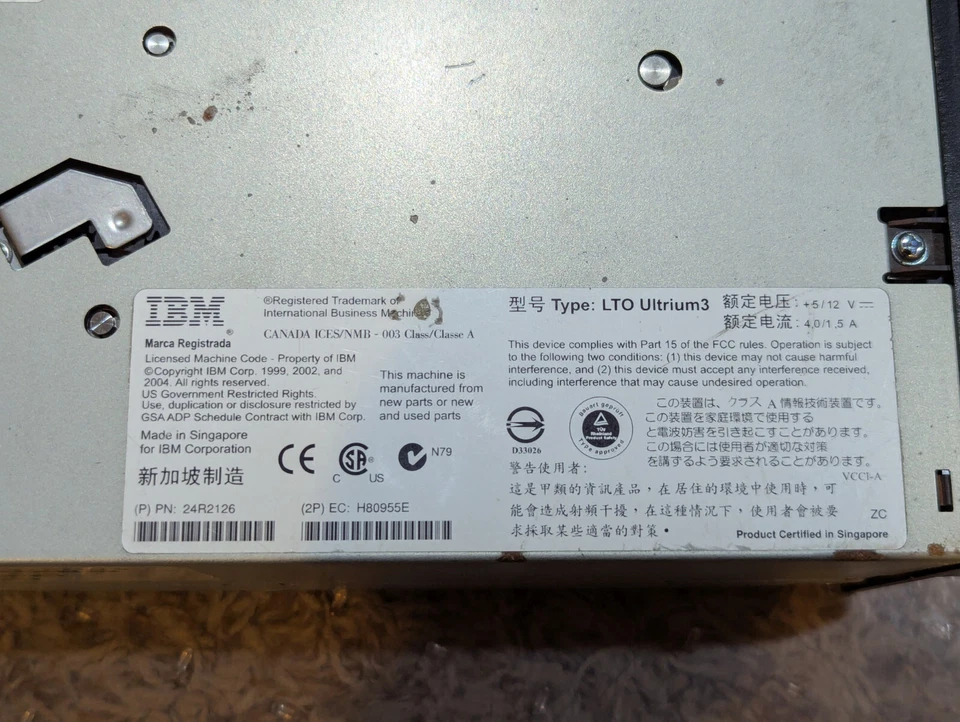 IBM
®
Marca Registrada
®Registered Trademark of
International Business Machines
CANADA ICES/NMB - 003 Class/Classe A
Licensed Machine Code - Property of IBM
©Copyright IBM Corp. 1999, 2002, and
2004. All rights reserved.
US Government Restricted Rights.
Use, duplication or disclosure restricted by
GSA ADP Schedule Contract with IBM Corp.
This machine is
manufactured from
new parts or new
and used parts
Made in Singapore
for IBM Corporation
新加坡制造
CE
SA
C US
N79
(P) PN: 24R2126
(2P) EC: H80955E
型号 Type: LTO Ultrium3
额定电压: +5/12 V
额定电流: 4,0/1,5 A
This device complies with Part 15 of the FCC rules. Operation is subject
to the following two conditions: (1) this device may not cause harmful
interference, and (2) this device must accept any interference received,
including interference that may cause undesired operation.
D33026
Bauart geprüft
TÜV
Rheinland
Product Safety
Type approved
この装置は、クラス A 情報技術装置です。
この装置を家庭環境で使用する
と電波妨害を引き起こすことがあります。
この場合には使用者が適切な対策
を講ずるよう要求されることがあります。
VCCI-A
警告使用者:
這是甲類的資訊產品，在居住的環境中使用時，可
能會造成射頻干擾，在這種情況下，使用者會被要
求採取某些適當的對策•
ZC
Product Certified in Singapore